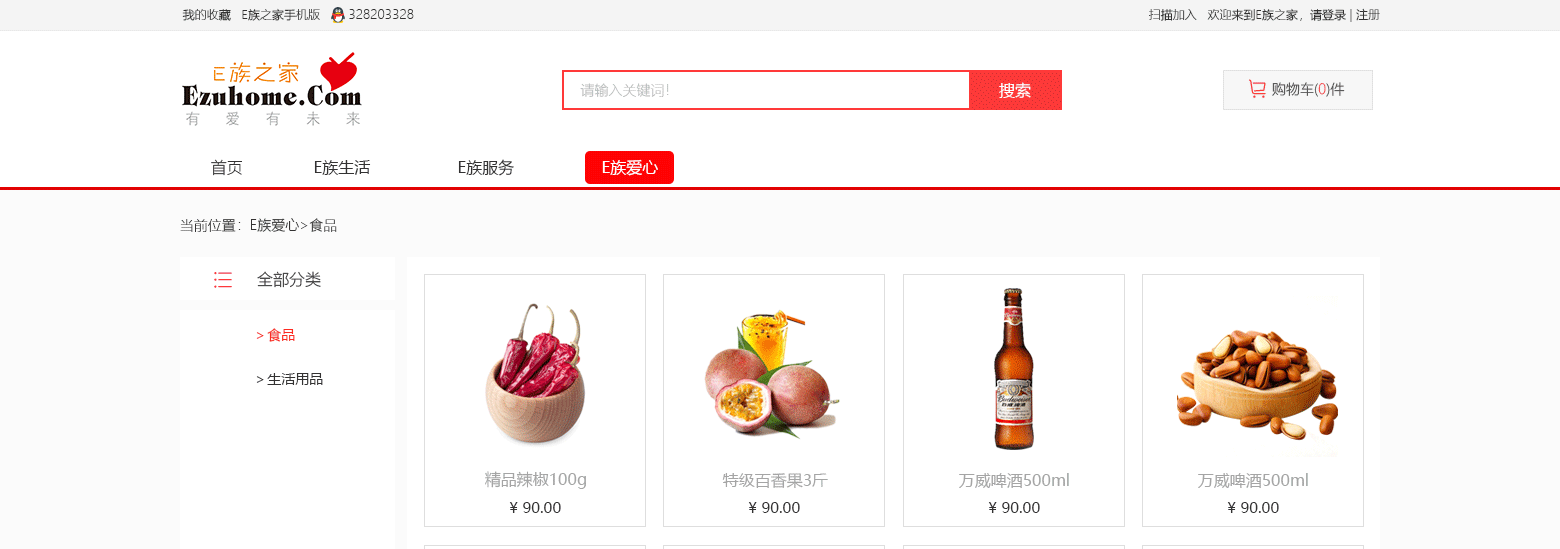 我的收藏 E族之家手机版 328203328 扫描加入 欢迎来到E族之家，请登录 | 注册
E族之家
Ezuhome.Com
有爱有未来
请输入关键词!
搜索
购物车(0)件
首页 E族生活 E族服务 E族爱心
当前位置：E族爱心>食品
全部分类
> 食品
> 生活用品
精品辣椒100g
¥ 90.00
特级百香果3斤
¥ 90.00
Budweiser
万威啤酒500ml
¥ 90.00
万威啤酒500ml
¥ 90.00